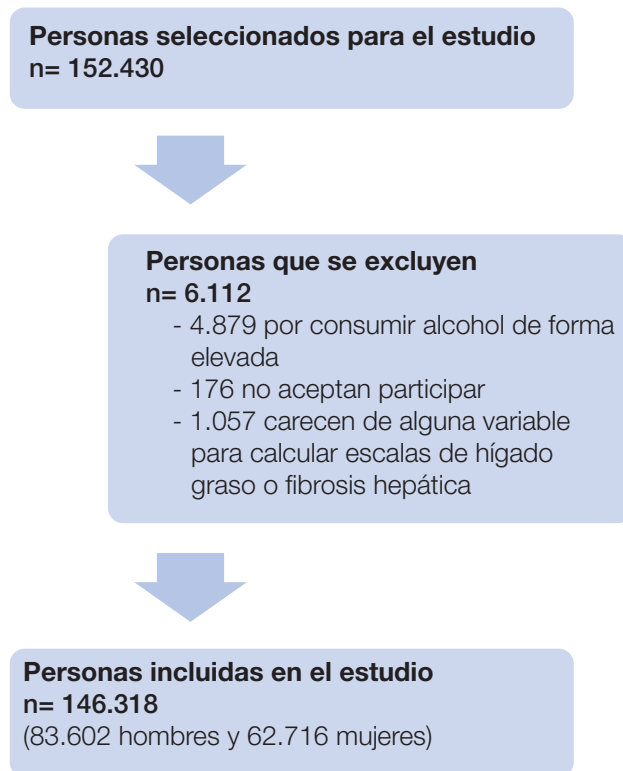 Personas seleccionados para el estudio
n= 152.430
Personas que se excluyen
n= 6.112
- 4.879 por consumir alcohol de forma
elevada
- 176 no aceptan participar
- 1.057 carecen de alguna variable
para calcular escalas de hígado
graso o fibrosis hepática
Personas incluidas en el estudio
n= 146.318
(83.602 hombres y 62.716 mujeres)